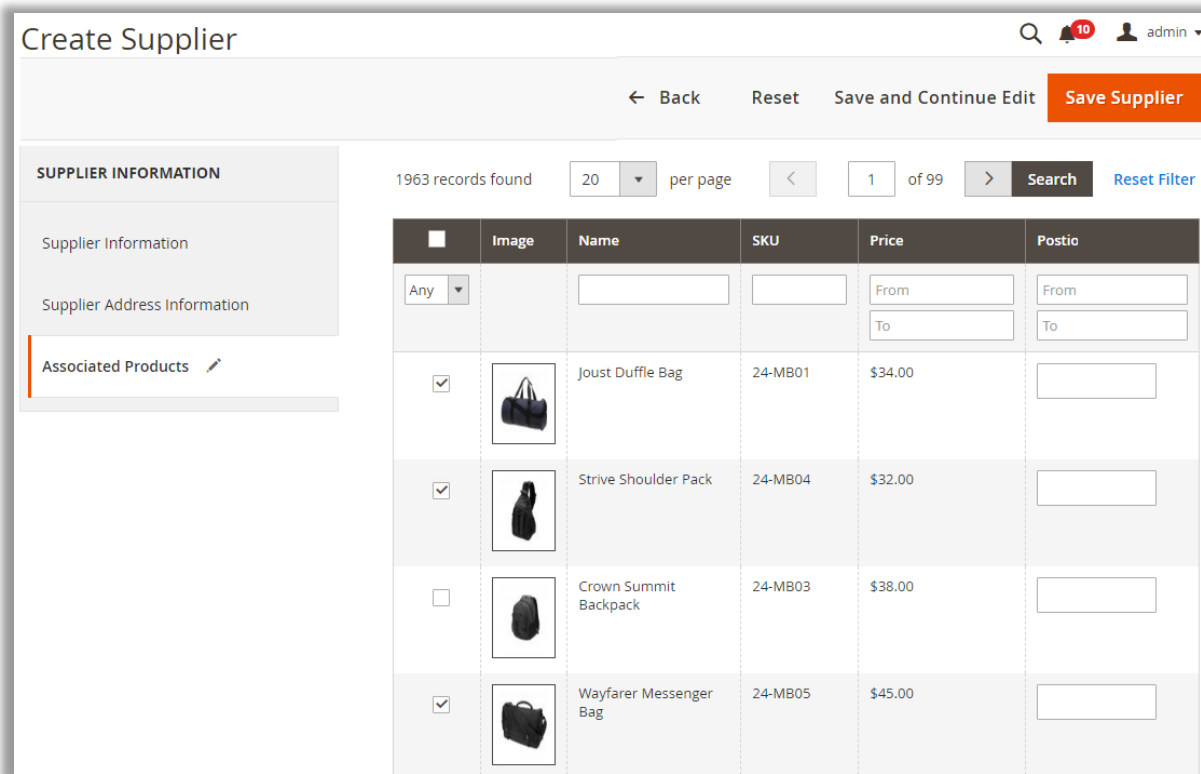 Create Supplier
10
admin
← Back Reset Save and Continue Edit Save Supplier
SUPPLIER INFORMATION
Supplier Information
Supplier Address Information
Associated Products
1963 records found 20 per page 1 of 99 Search Reset Filter
Image Name SKU Price Postio
Any From From
To To
Joust Duffle Bag 24-MB01 $34.00
Strive Shoulder Pack 24-MB04 $32.00
Crown Summit 24-MB03 $38.00
Backpack
Wayfarer Messenger 24-MB05 $45.00
Bag